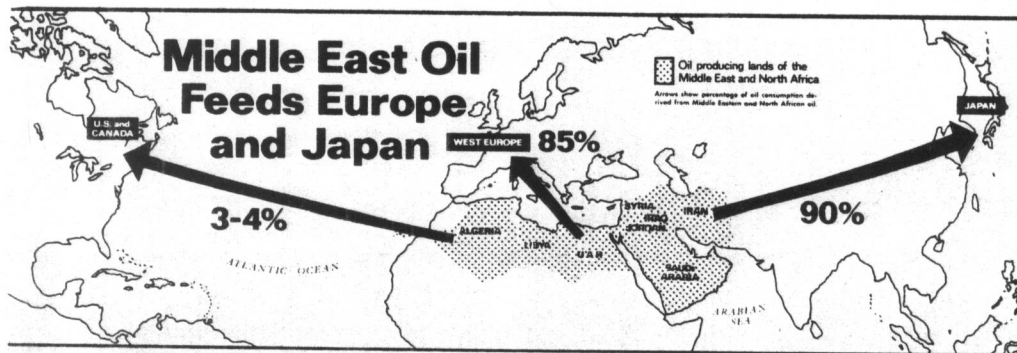 Middle East Oil
Feeds Europe
and Japan
Oil producing lands of the
Middle East and North Africa
Arrows show percentage of oil consumption de-
rived from Middle Eastern and North African oil.
U.S. and
CANADA
WEST EUROPE
85%
JAPAN
3-4%
90%
ALGERIA
LIBYA
UAR
SYRIA
IRAQ
JORDAN
IRAN
SAUDI
ARABIA
ATLANTIC OCEAN
ARABIAN
SEA